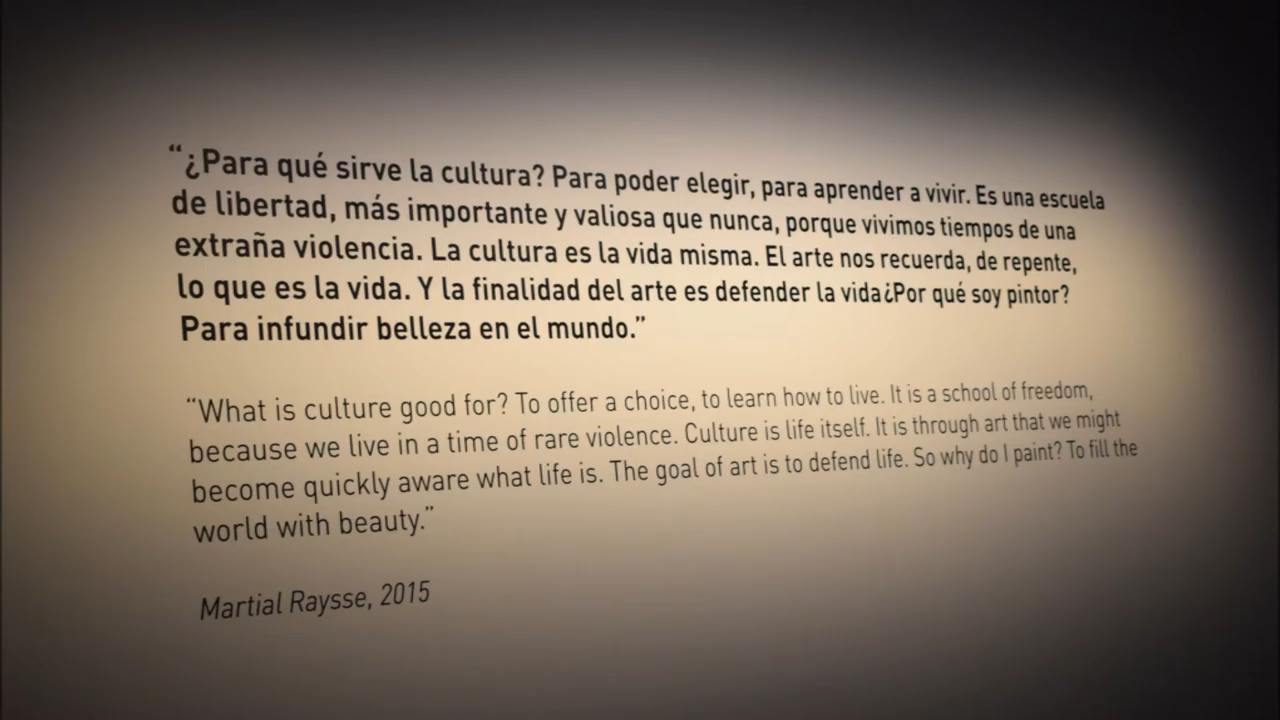 “¿Para qué sirve la cultura? Para poder elegir, para aprender a vivir. Es una escuela
de libertad, más importante y valiosa que nunca, porque vivimos tiempos de una
extraña violencia. La cultura es la vida misma. El arte nos recuerda, de repente,
lo que es la vida. Y la finalidad del arte es defender la vida¿Por qué soy pintor?
Para infundir belleza en el mundo.”
“What is culture good for? To offer a choice, to learn how to live. It is a school of freedom,
because we live in a time of rare violence. Culture is life itself. It is through art that we might
become quickly aware what life is. The goal of art is to defend life. So why do I paint? To fill the
world with beauty.”
Martial Raysse, 2015